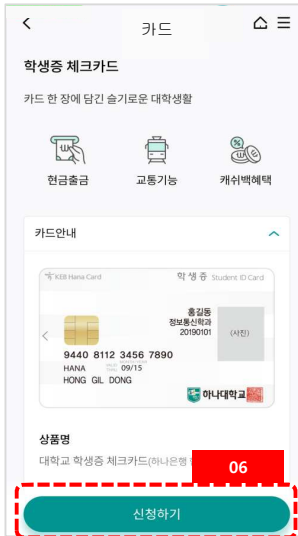 카드
학생증 체크카드
카드 한 장에 담긴 슬기로운 대학생활
현금출금 교통기능 캐쉬백혜택
카드안내
KEB Hana Card 학 생 증 Student ID Card
홍길동
정보통신학과
20190101
(사진)
9440 8112 3456 7890
HANA 09/15
HONG GIL DONG
하나대학교
상품명
대학교 학생증 체크카드(하나은행
06
신청하기